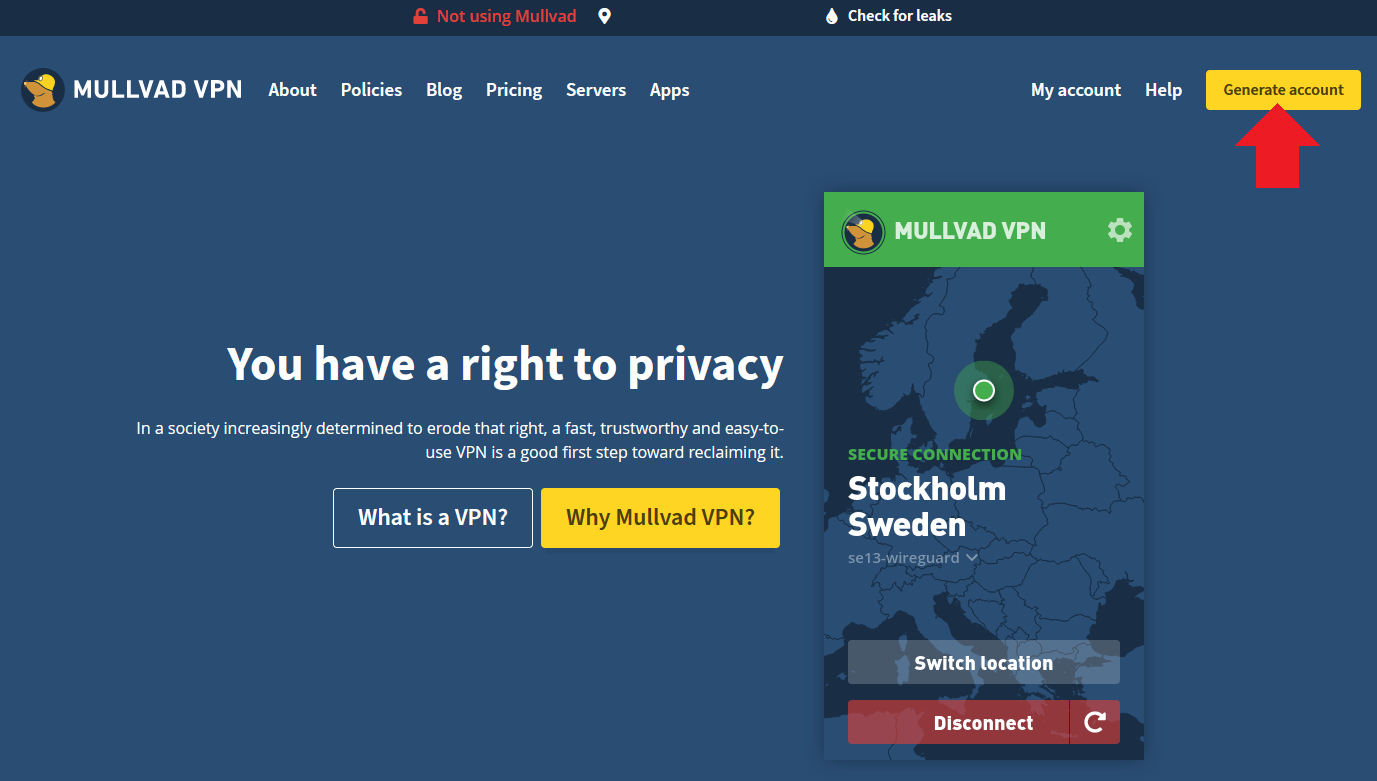 Not using Mullvad
Check for leaks
MULLVAD VPN
About
Policies
Blog
Pricing
Servers
Apps
My account
Help
Generate account
You have a right to privacy
In a society increasingly determined to erode that right, a fast, trustworthy and easy-to-
use VPN is a good first step toward reclaiming it.
What is a VPN?
Why Mullvad VPN?
MULLVAD VPN
SECURE CONNECTION
Stockholm
Sweden
se13-wireguard
Switch location
Disconnect